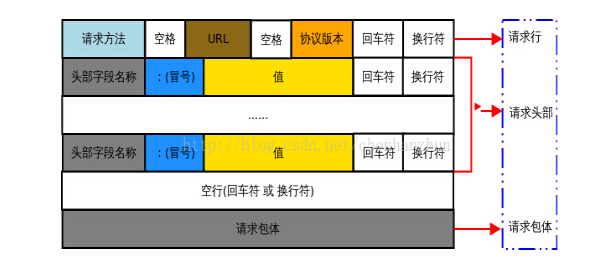 请求方法 空格 URL 空格 协议版本 回车符 换行符 请求行
头部字段名称 : (冒号) 值 回车符 换行符
...... 请求头部
头部字段名称 : (冒号) 值 回车符 换行符
http://blog.csdn.net/chenhanzhun
空行(回车符 或 换行符)
请求包体 请求包体